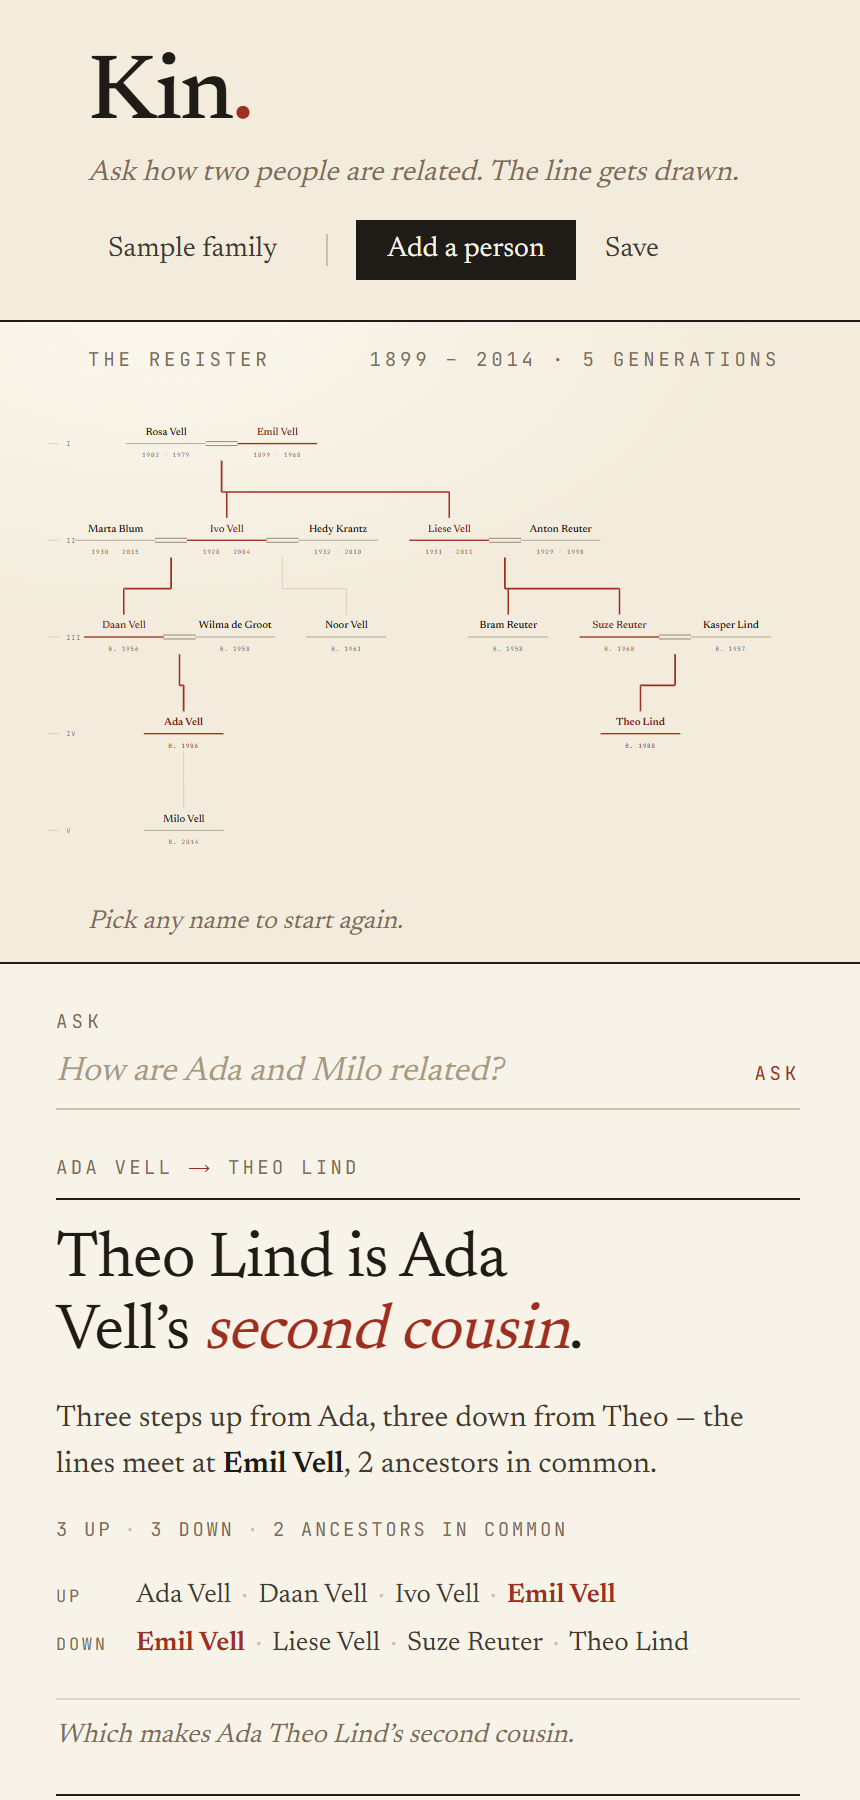 Kin.
Ask how two people are related. The line gets drawn.
Sample family
Add a person
Save
THE REGISTER
1899 – 2014 · 5 GENERATIONS
I
Rosa Vell
Emil Vell
1902 – 1979
1899 – 1968
II
Marta Blum
Ivo Vell
Hedy Krantz
Liese Vell
Anton Reuter
1930 – 2015
1928 – 2004
1932 – 2010
1931 – 2011
1929 – 1998
III
Daan Vell
Wilma de Groot
Noor Vell
Bram Reuter
Suze Reuter
Kasper Lind
B. 1956
B. 1958
B. 1961
B. 1958
B. 1960
B. 1957
IV
Ada Vell
Theo Lind
B. 1986
B. 1988
V
Milo Vell
B. 2014
Pick any name to start again.
ASK
How are Ada and Milo related?
ASK
ADA VELL → THEO LIND
Theo Lind is Ada
Vell’s second cousin.
Three steps up from Ada, three down from Theo — the
lines meet at Emil Vell, 2 ancestors in common.
3 UP · 3 DOWN · 2 ANCESTORS IN COMMON
UP Ada Vell · Daan Vell · Ivo Vell · Emil Vell
DOWN Emil Vell · Liese Vell · Suze Reuter · Theo Lind
Which makes Ada Theo Lind’s second cousin.